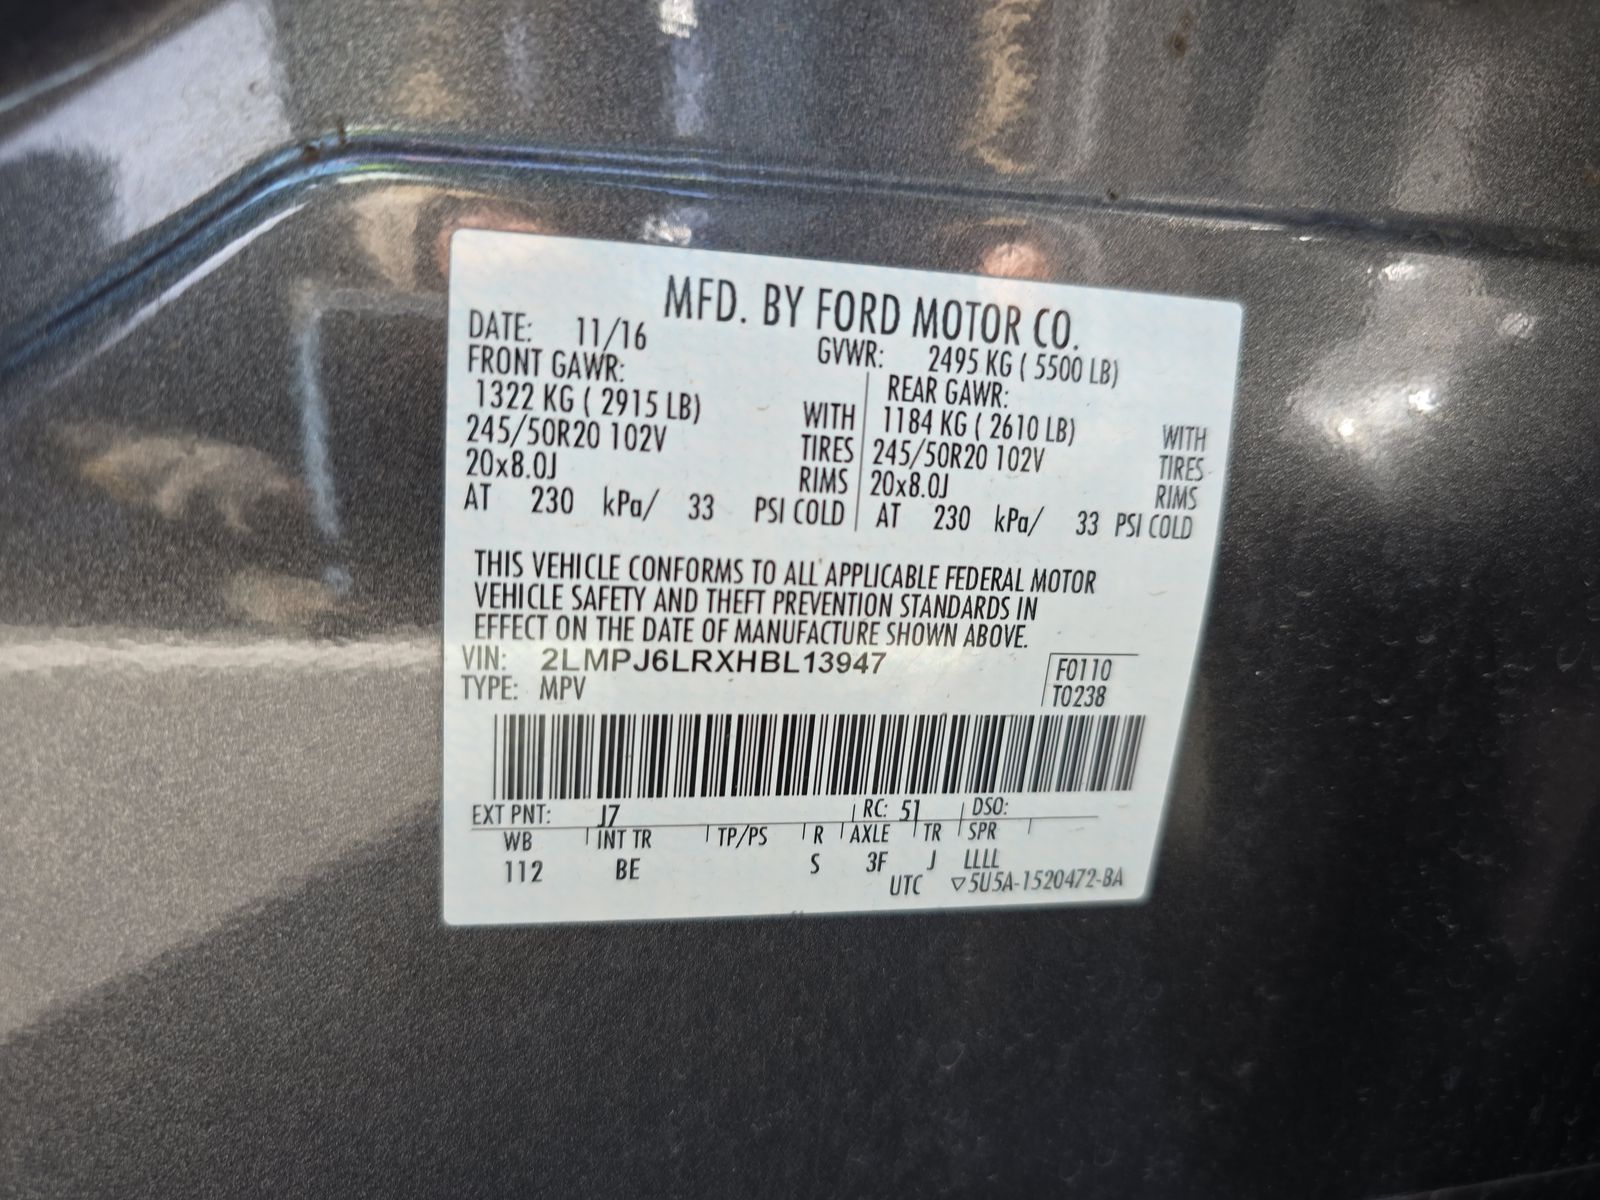 MFD. BY FORD MOTOR CO.
DATE: 11/16
GVWR: 2495 KG ( 5500 LB)
FRONT GAWR:
1322 KG ( 2915 LB)
WITH
245/50R20 102V
TIRES
20x8.0J
RIMS
AT 230 kPa/ 33 PSI COLD
REAR GAWR:
1184 KG ( 2610 LB)
WITH
245/50R20 102V
TIRES
20x8.0J
RIMS
AT 230 kPa/ 33 PSI COLD
THIS VEHICLE CONFORMS TO ALL APPLICABLE FEDERAL MOTOR
VEHICLE SAFETY AND THEFT PREVENTION STANDARDS IN
EFFECT ON THE DATE OF MANUFACTURE SHOWN ABOVE.
VIN: 2LMPJ6LRXHBL13947
TYPE: MPV
F0110
T0238
EXT PNT: J7 RC: 51 DSO:
WB INT TR TP/PS R AXLE TR SPR
112 BE S 3F J LLLL
UTC ▽5U5A-1520472-BA